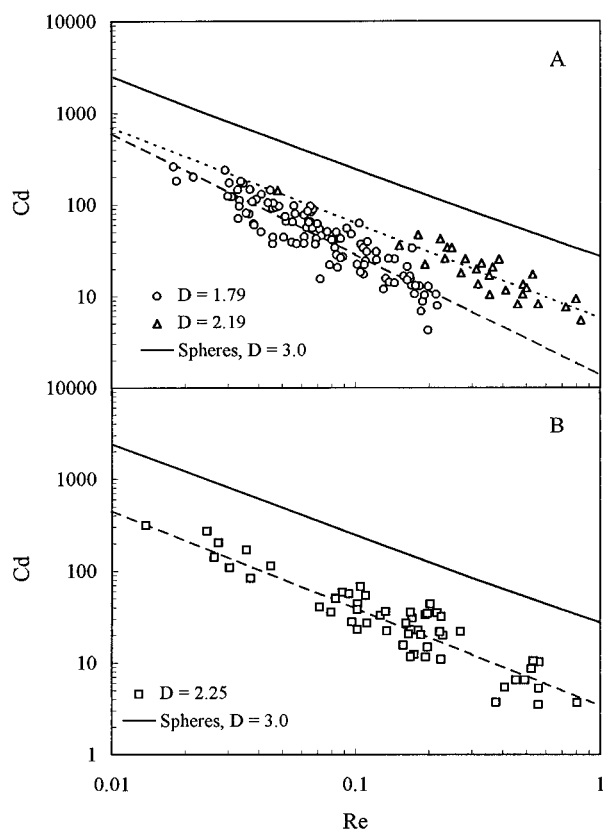 10000
A
1000
100
Cd
10
D = 1.79
D = 2.19
Spheres, D = 3.0
10000
B
1000
100
Cd
10
D = 2.25
Spheres, D = 3.0
1
0.01
0.1
1
Re